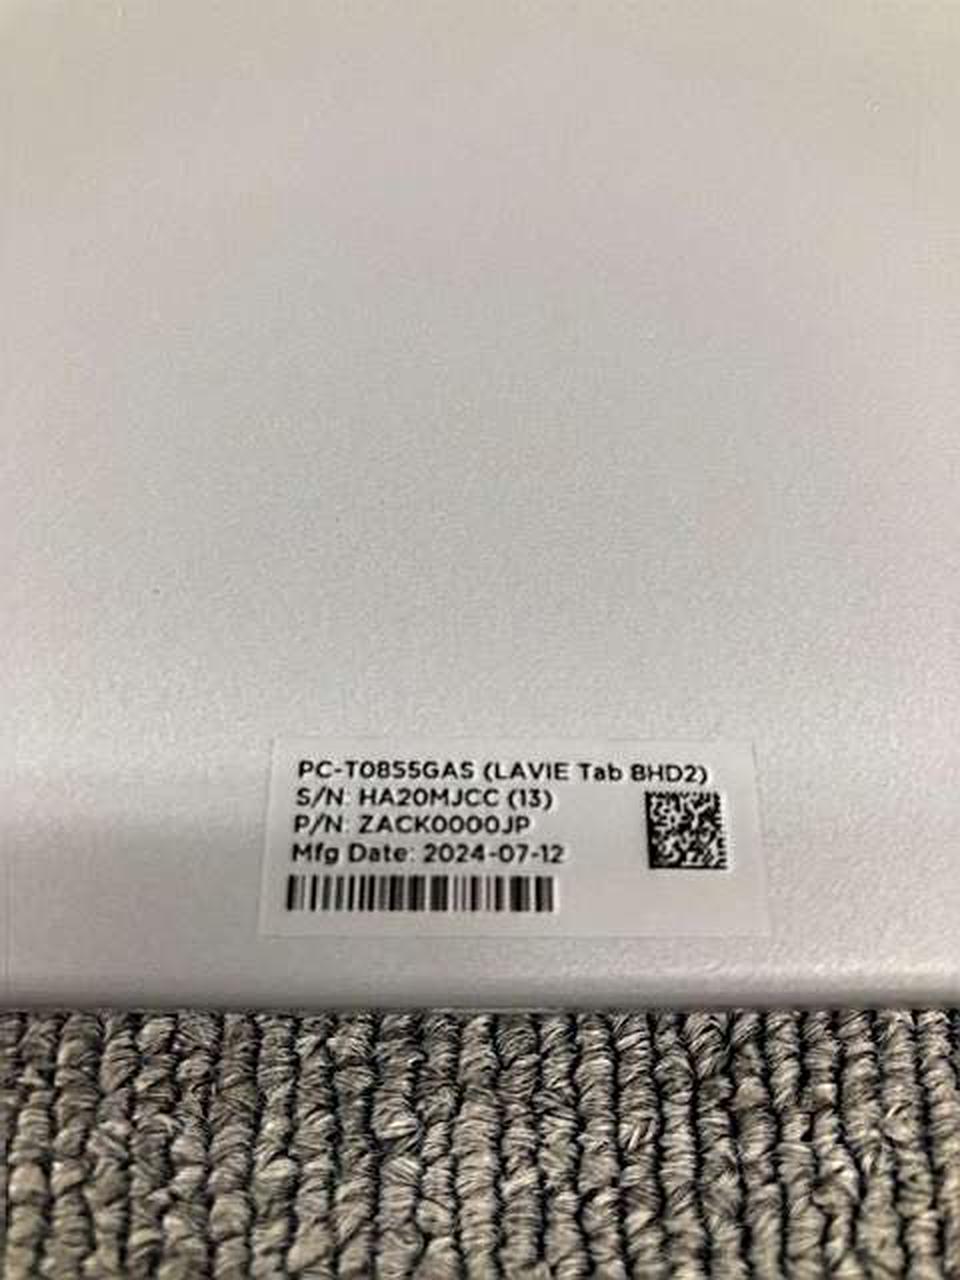 PC-T0855GAS (LAVIE Tab 8HD2)
S/N: HA20MJCC (13)
P/N: ZACK0000JP
Mfg Date: 2024-07-12